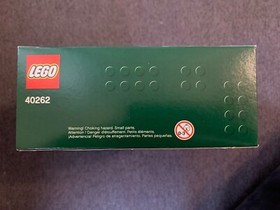 LEGO
40262
Warning! Choking hazard. Small parts.
Attention - Danger d'étouffement. Petits éléments.
¡Advertencia! Peligro de atragantamiento. Partes pequeñas.